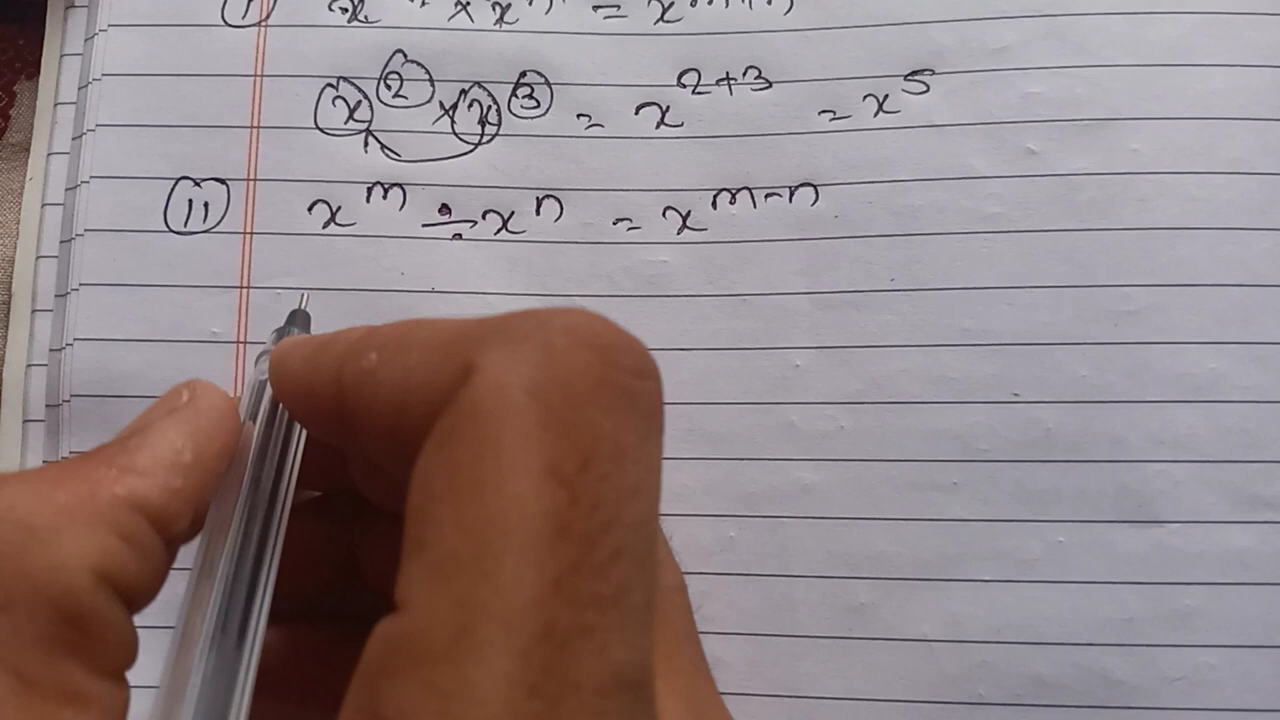 (i) x × x = x
x² × x³ = x²⁺³ = x⁵
(ii) xᵐ ÷ xⁿ = xᵐ⁻ⁿ